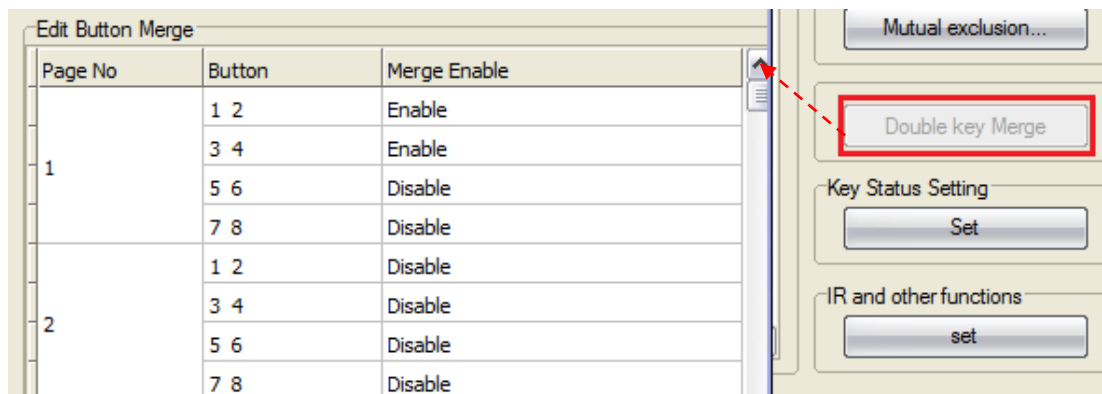 Edit Button Merge
Page No Button Merge Enable
1
1 2 Enable
3 4 Enable
5 6 Disable
7 8 Disable
2
1 2 Disable
3 4 Disable
5 6 Disable
7 8 Disable
Mutual exclusion...
Double key Merge
Key Status Setting
Set
IR and other functions
set